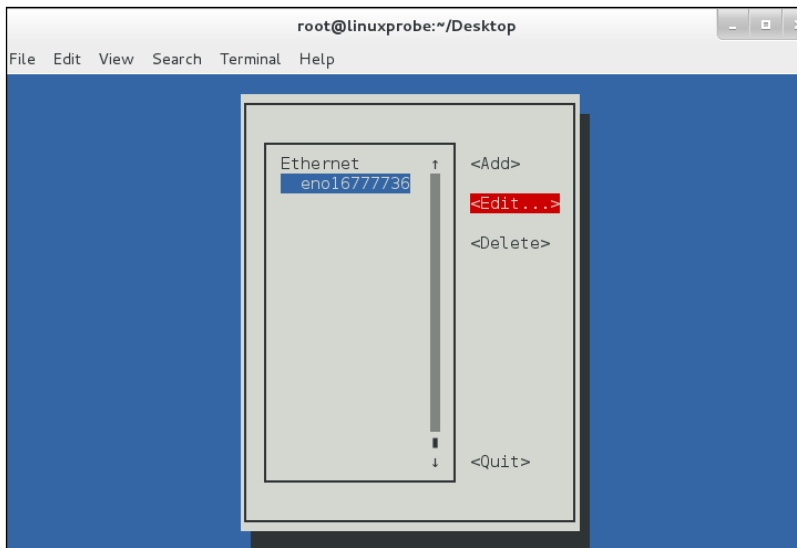 root@linuxprobe:~/Desktop
File Edit View Search Terminal Help
Ethernet ↑ <Add>
eno16777736
<Edit...>
<Delete>
↓ <Quit>